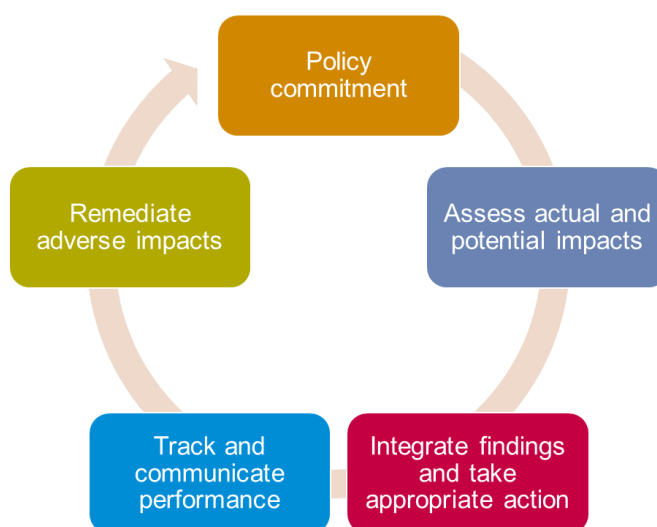 Policy
commitment
Assess actual and
potential impacts
Integrate findings
and take
appropriate action
Track and
communicate
performance
Remediate
adverse impacts